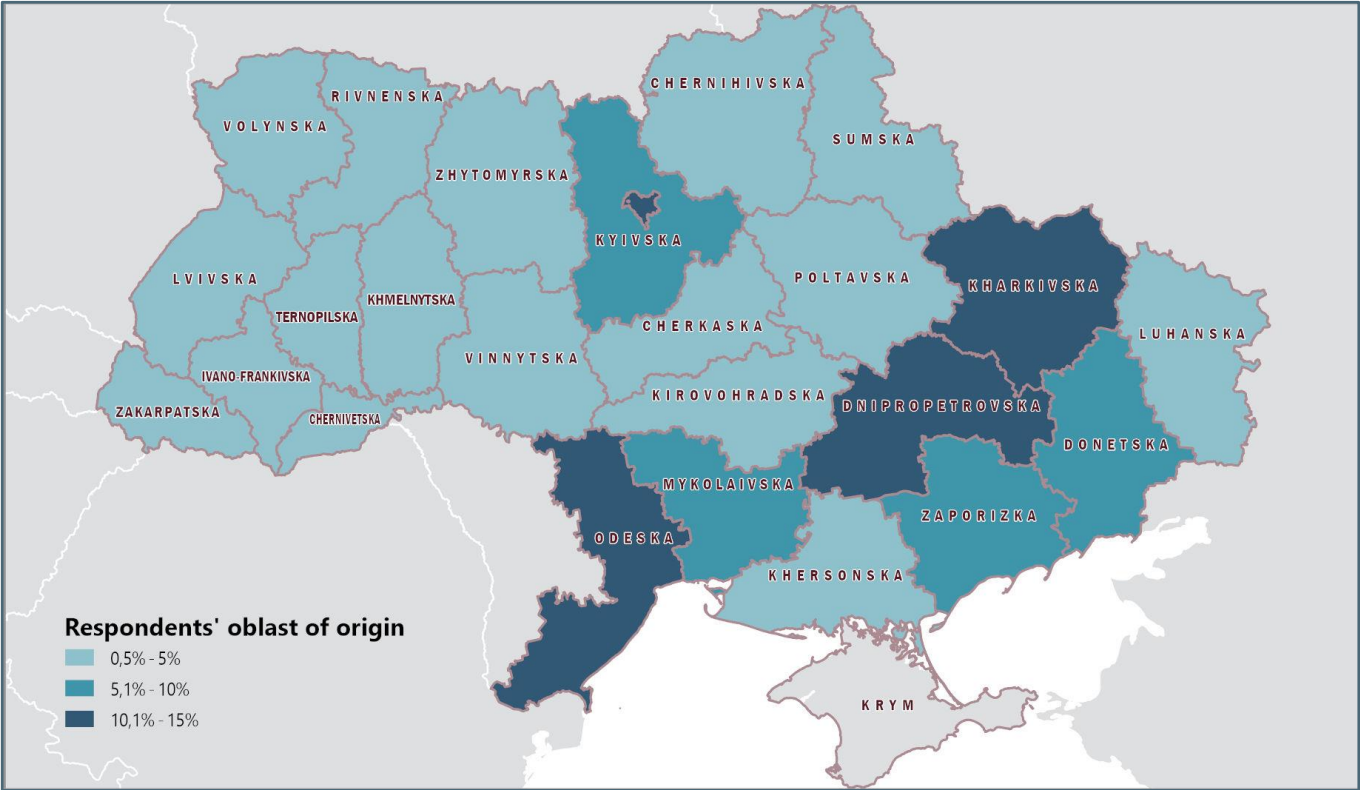 CHERNIHIVSKA
RIVNENSKA
VOLYNSKA
SUMSKA
ZHYTOMYRSKA
KYIVSKA
LVIVSKA
POLTAVSKA
KHARKIVSKA
KHMELNYTSKA
TERNOPILSKA
CHERKASKA
LUHANSKA
VINNYTSKA
IVANO-FRANKIVSKA
KIROVOHRADSKA
DNIPROPETROVSKA
ZAKARPATSKA
CHERNIVETSKA
DONETSKA
MYKOLAIVSKA
ZAPORIZKA
ODESKA
KHERSONSKA
KRYM
Respondents' oblast of origin
0,5% - 5%
5,1% - 10%
10,1% - 15%